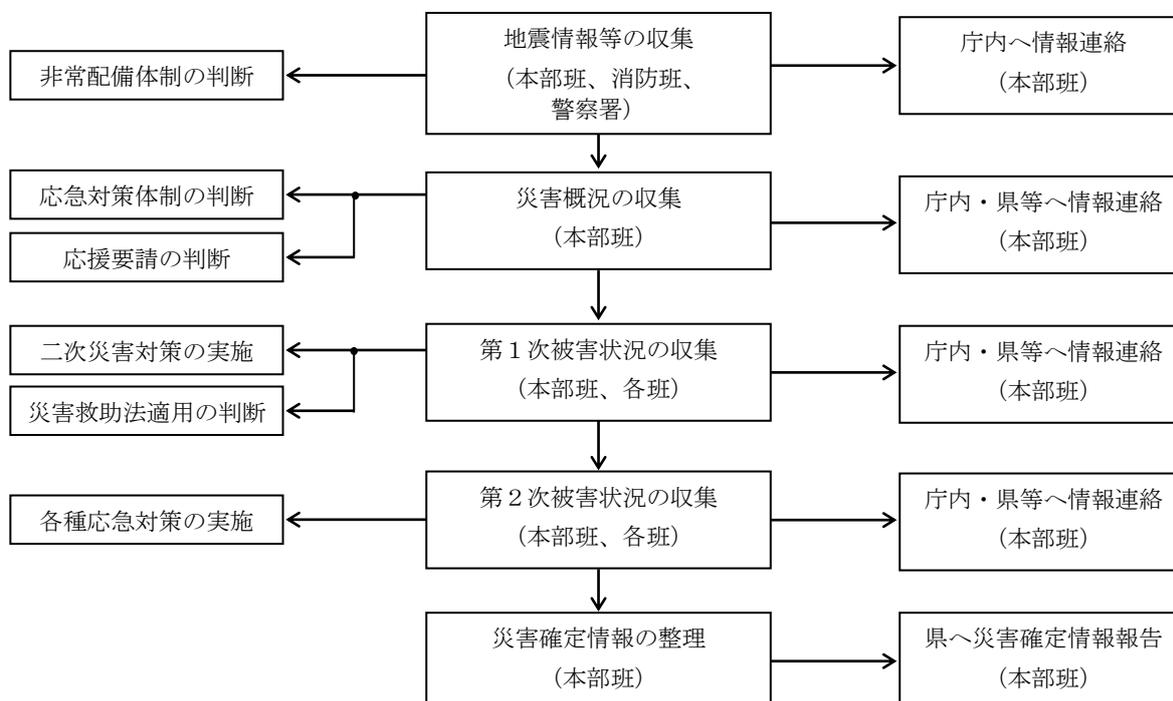 地震情報等の収集
（本部班、消防班、
警察署）
非常配備体制の判断
庁内へ情報連絡
（本部班）
災害概況の収集
（本部班）
応急対策体制の判断
応援要請の判断
庁内・県等へ情報連絡
（本部班）
第１次被害状況の収集
（本部班、各班）
二次災害対策の実施
災害救助法適用の判断
庁内・県等へ情報連絡
（本部班）
第２次被害状況の収集
（本部班、各班）
各種応急対策の実施
庁内・県等へ情報連絡
（本部班）
災害確定情報の整理
（本部班）
県へ災害確定情報報告
（本部班）